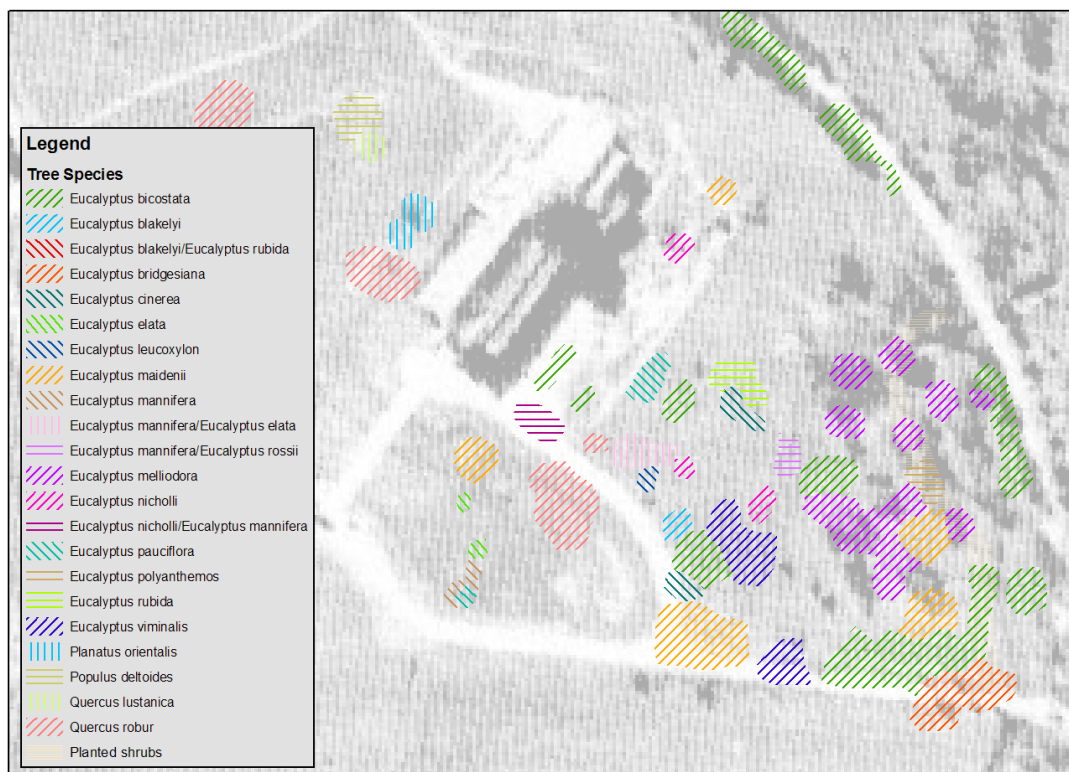 Legend
Tree Species
Eucalyptus bicostata
Eucalyptus blakelyi
Eucalyptus blakelyi/Eucalyptus rubida
Eucalyptus bridgesiana
Eucalyptus cinerea
Eucalyptus elata
Eucalyptus leucoxylon
Eucalyptus maidenii
Eucalyptus mannifera
Eucalyptus mannifera/Eucalyptus elata
Eucalyptus mannifera/Eucalyptus rossii
Eucalyptus melliodora
Eucalyptus nicholli
Eucalyptus nicholli/Eucalyptus mannifera
Eucalyptus pauciflora
Eucalyptus polyanthemos
Eucalyptus rubida
Eucalyptus viminalis
Planatus orientalis
Populus deltoides
Quercus lustanica
Quercus robur
Planted shrubs